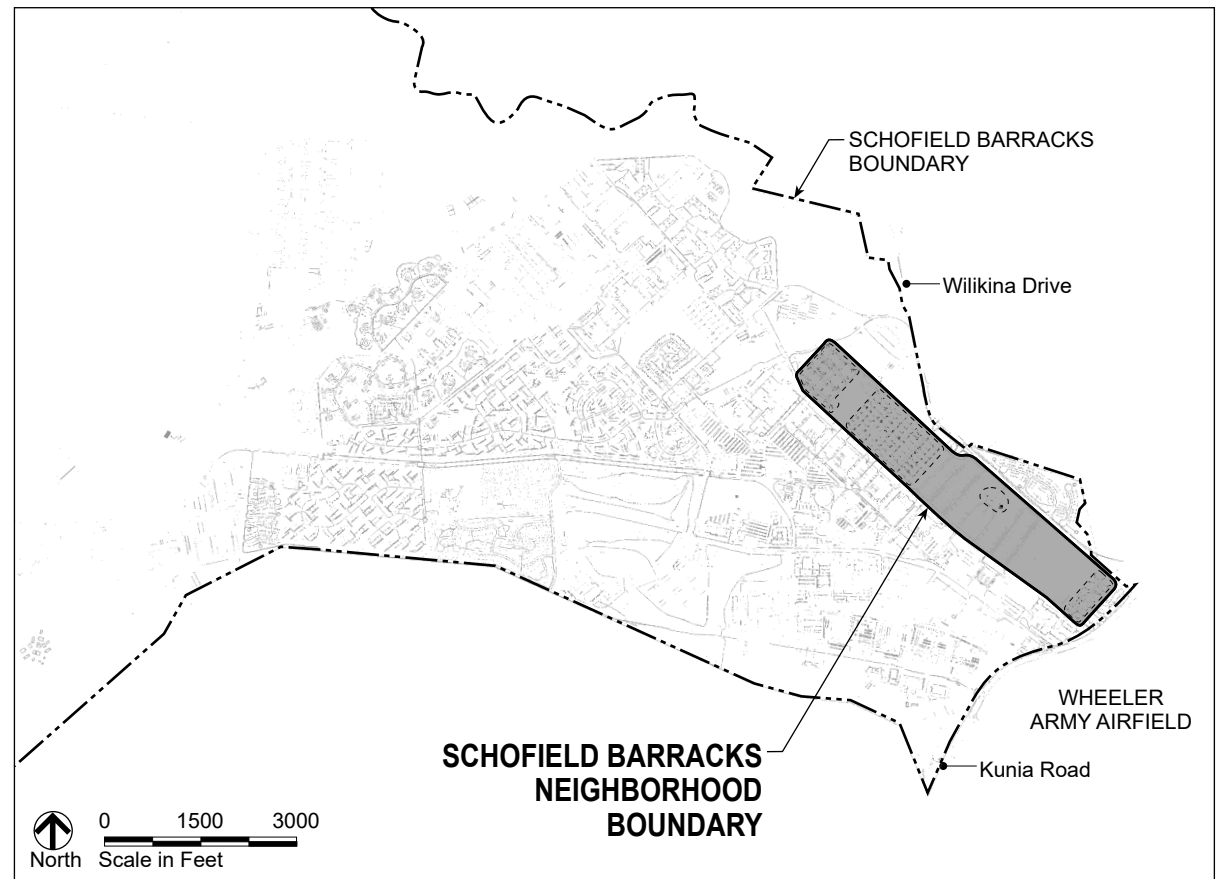 SCHOFIELD BARRACKS
BOUNDARY
Wilikina Drive
WHEELER
ARMY AIRFIELD
SCHOFIELD BARRACKS
NEIGHBORHOOD
BOUNDARY
Kunia Road
0 1500 3000
North Scale in Feet